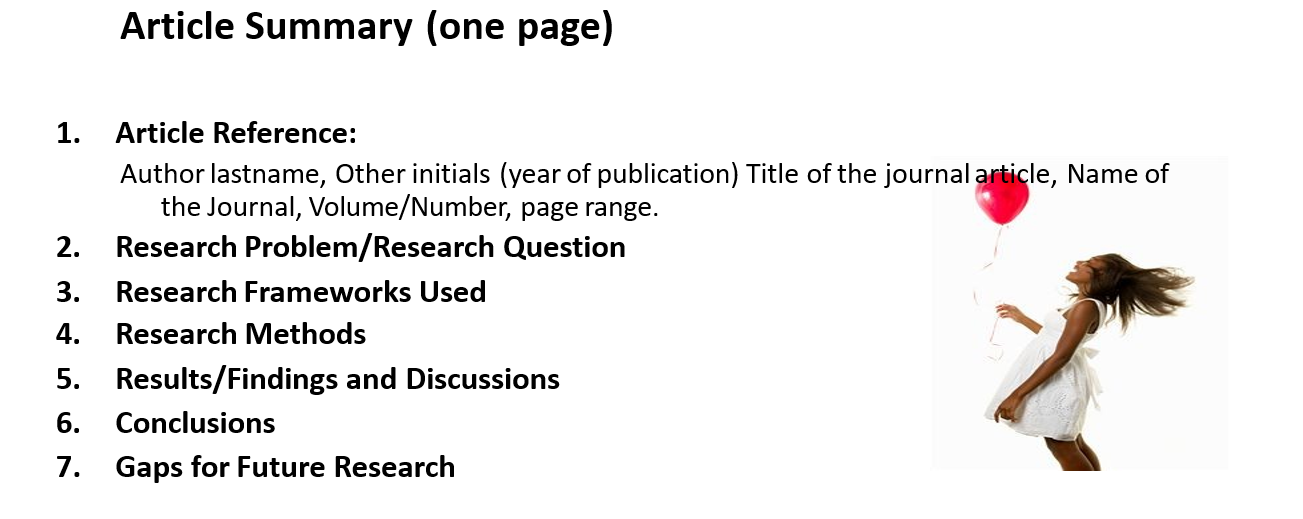 Article Summary (one page)
1. Article Reference:
Author lastname, Other initials (year of publication) Title of the journal article, Name of
the Journal, Volume/Number, page range.
2. Research Problem/Research Question
3. Research Frameworks Used
4. Research Methods
5. Results/Findings and Discussions
6. Conclusions
7. Gaps for Future Research